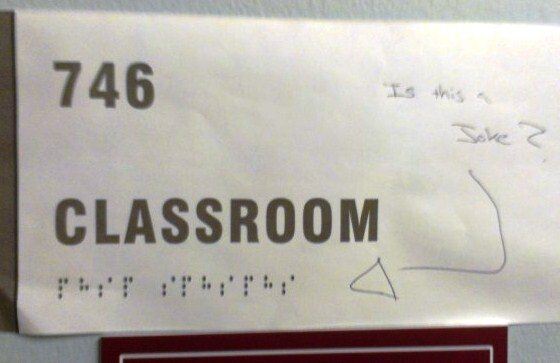 746
Is this a
Joke?
CLASSROOM